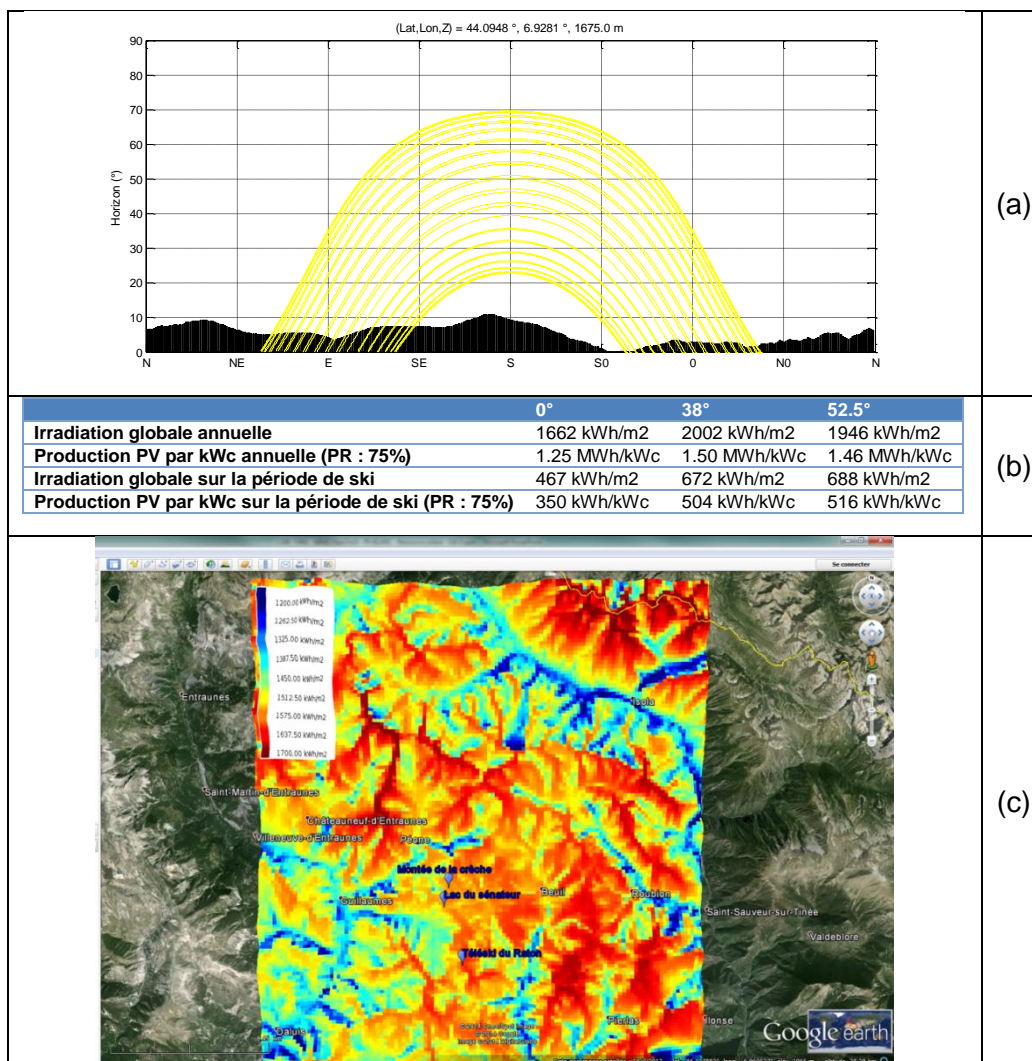 (Lat,Lon,Z) = 44.0948 °, 6.9281 °, 1675.0 m
90
80
70
60
50
40
30
20
10
0
Horizon (°)
N NE E SE S SO 0 N0 N
(a)
0° 38° 52.5°
Irradiation globale annuelle 1662 kWh/m2 2002 kWh/m2 1946 kWh/m2
Production PV par kWc annuelle (PR : 75%) 1.25 MWh/kWc 1.50 MWh/kWc 1.46 MWh/kWc
Irradiation globale sur la période de ski 467 kWh/m2 672 kWh/m2 688 kWh/m2
Production PV par kWc sur la période de ski (PR : 75%) 350 kWh/kWc 504 kWh/kWc 516 kWh/kWc
(b)
Se connecter
1200.00 kWh/m2
1262.50 kWh/m2
1325.00 kWh/m2
1387.50 kWh/m2
1450.00 kWh/m2
1512.50 kWh/m2
1575.00 kWh/m2
1637.50 kWh/m2
1700.00 kWh/m2
Entraunes
Isola
Saint-Martin-d'Entraunes
Châteauneuf-d'Entraunes
Villeneuve-d'Entraunes
Péone
Montée de la crèche
Guillaumes
Lac du sénateur
Beuil
Roubion
Saint-Sauveur-sur-Tinée
Valdeblore
Téléski du Raton
Daluis
Pierlas
Ilonse
Google earth
(c)